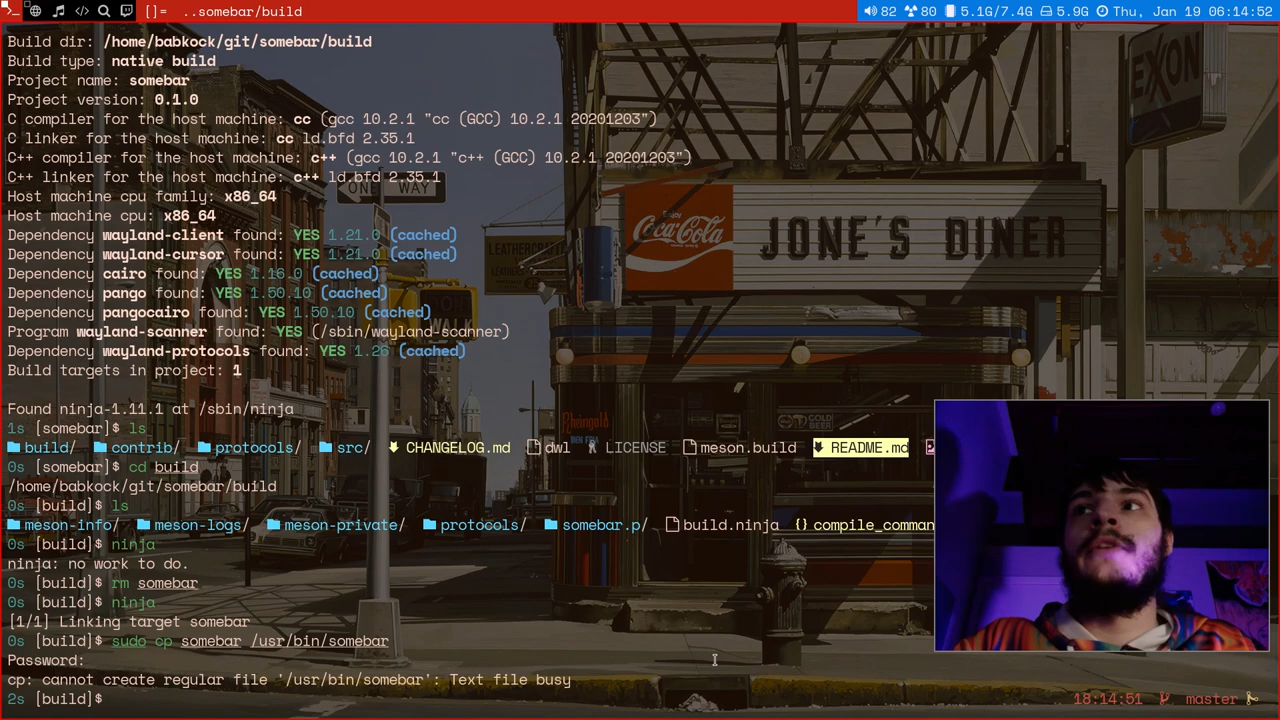 []= ..somebar/build
82 80 5.1G/7.4G 5.9G Thu, Jan 19 06:14:52
Build dir: /home/babkock/git/somebar/build
Build type: native build
Project name: somebar
Project version: 0.1.0
C compiler for the host machine: cc (gcc 10.2.1 "cc (GCC) 10.2.1 20201203")
C linker for the host machine: cc ld.bfd 2.35.1
C++ compiler for the host machine: c++ (gcc 10.2.1 "c++ (GCC) 10.2.1 20201203")
C++ linker for the host machine: c++ ld.bfd 2.35.1
Host machine cpu family: x86_64
Host machine cpu: x86_64
Dependency wayland-client found: YES 1.21.0 (cached)
Dependency wayland-cursor found: YES 1.21.0 (cached)
Dependency cairo found: YES 1.16.0 (cached)
Dependency pango found: YES 1.50.10 (cached)
Dependency pangocairo found: YES 1.50.10 (cached)
Program wayland-scanner found: YES (/sbin/wayland-scanner)
Dependency wayland-protocols found: YES 1.26 (cached)
Build targets in project: 1
Found ninja-1.11.1 at /sbin/ninja
1s [somebar]$ ls
build/ contrib/ protocols/ src/ CHANGELOG.md dwl LICENSE meson.build README.md
0s [somebar]$ cd build
/home/babkock/git/somebar/build
0s [build]$ ls
meson-info/ meson-logs/ meson-private/ protocols/ somebar.p/ build.ninja {} compile_comman
0s [build]$ ninja
ninja: no work to do.
0s [build]$ rm somebar
0s [build]$ ninja
[1/1] Linking target somebar
0s [build]$ sudo cp somebar /usr/bin/somebar
Password:
cp: cannot create regular file '/usr/bin/somebar': Text file busy
2s [build]$
18:14:51 master
ONE WAY
LEATHERCRAFT
WALK
Enjoy
Coca-Cola
JONE'S DINER
EXXON
Rheingold
COLD